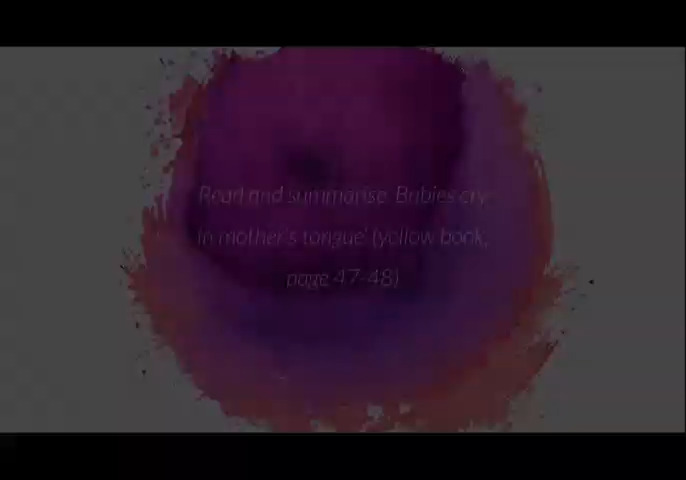 Read and summarise 'Babies cry
in mother's tongue' (yellow book,
page 47-48)